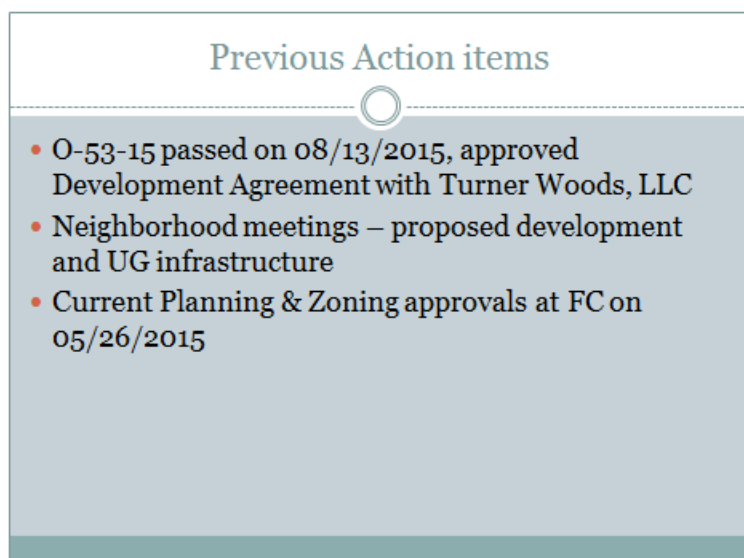 Previous Action items
• O-53-15 passed on 08/13/2015, approved
Development Agreement with Turner Woods, LLC
• Neighborhood meetings – proposed development
and UG infrastructure
• Current Planning & Zoning approvals at FC on
05/26/2015